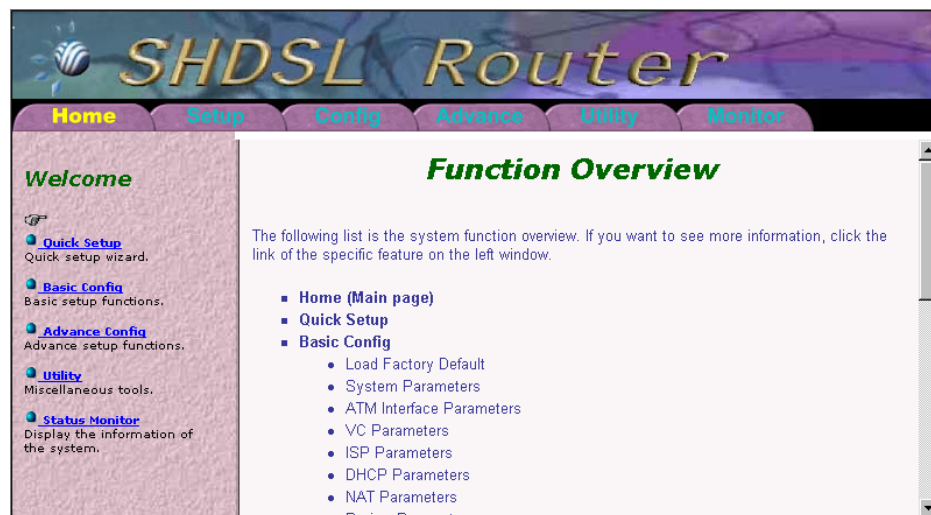 SHDSL Router
Home Setup Config Advance Utility Monitor
Welcome
Quick Setup
Quick setup wizard.
Basic Config
Basic setup functions.
Advance Config
Advance setup functions.
Utility
Miscellaneous tools.
Status Monitor
Display the information of
the system.
Function Overview
The following list is the system function overview. If you want to see more information, click the
link of the specific feature on the left window.
Home (Main page)
Quick Setup
Basic Config
Load Factory Default
System Parameters
ATM Interface Parameters
VC Parameters
ISP Parameters
DHCP Parameters
NAT Parameters